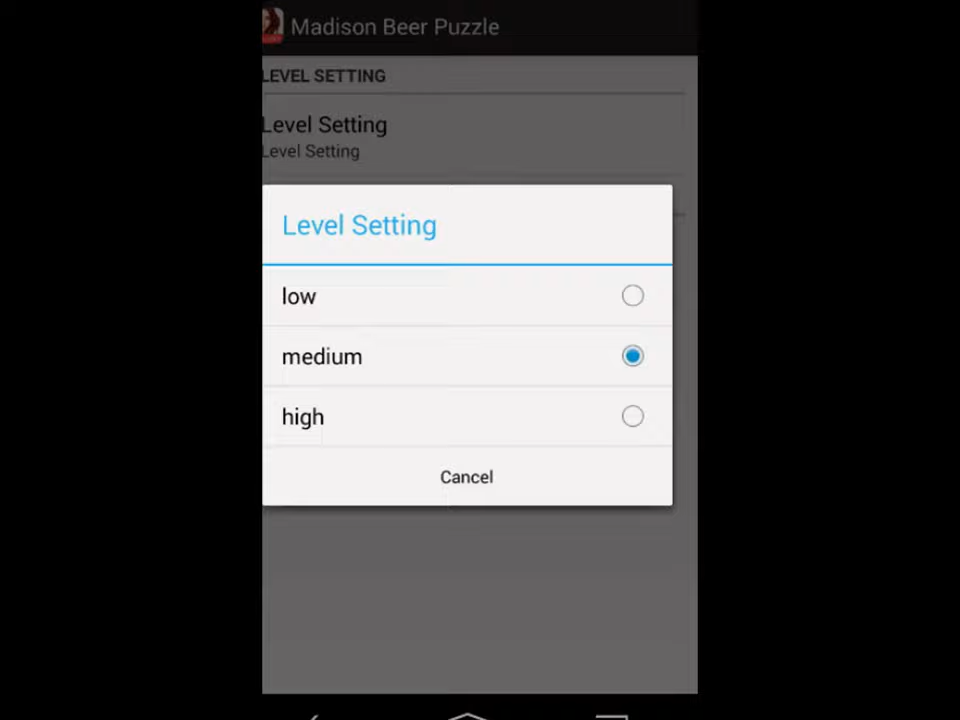 Madison Beer Puzzle
LEVEL SETTING
Level Setting
Level Setting
Level Setting
low
medium
high
Cancel